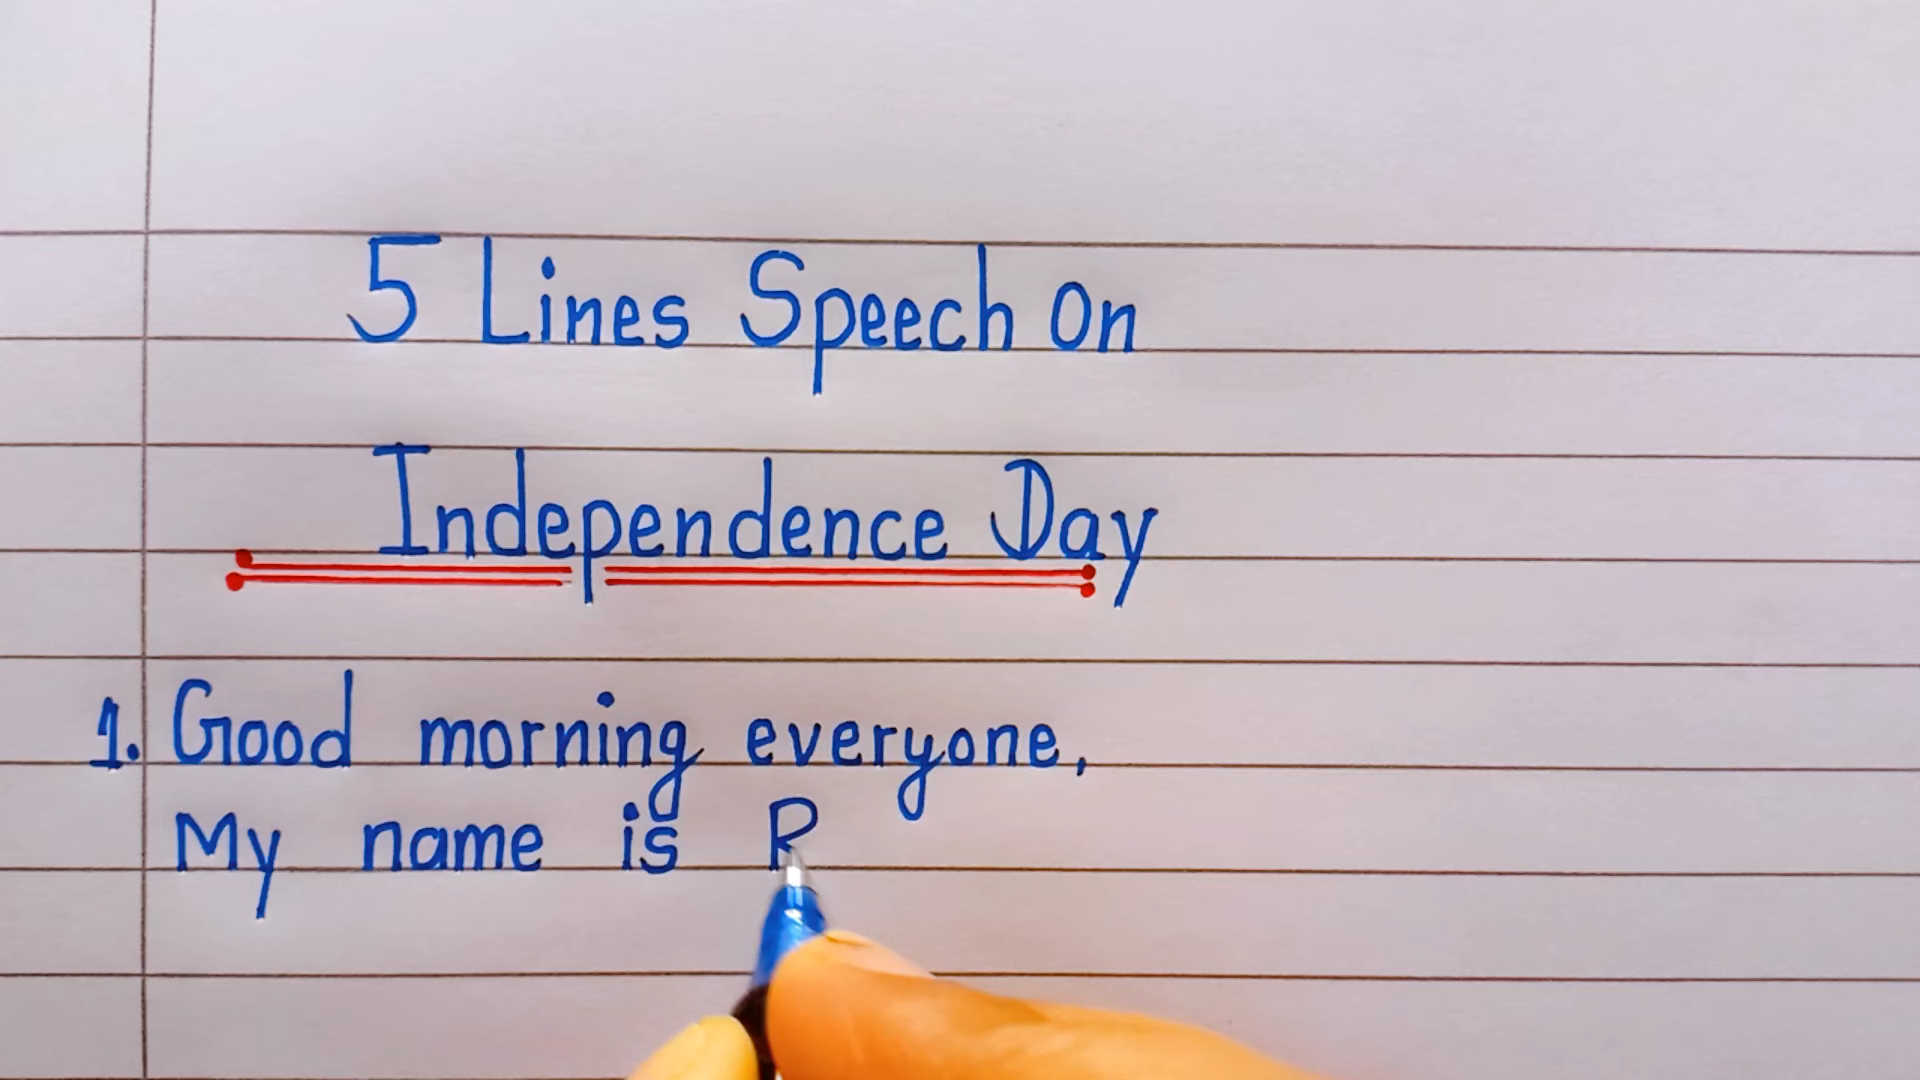 5 Lines Speech On
Independence Day
1. Good morning everyone,
My name is R